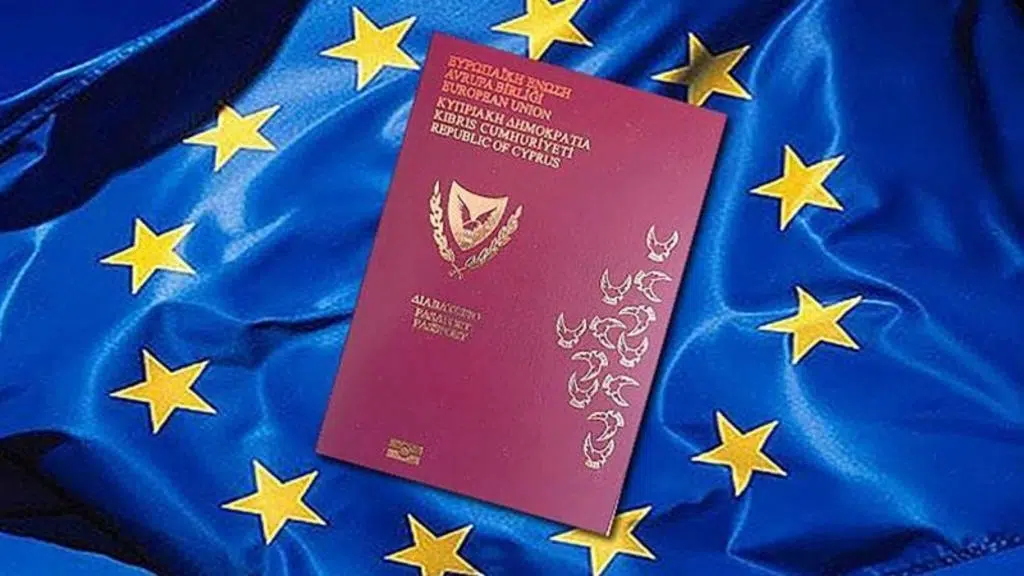 ΕΥΡΩΠΑΪΚΗ ΕΝΩΣΗ
AVRUPA BİRLİĞİ
EUROPEAN UNION
ΚΥΠΡΙΑΚΗ ΔΗΜΟΚΡΑΤΙΑ
KIBRIS CUMHURİYETİ
REPUBLIC OF CYPRUS
ΔΙΑΒΑΤΗΡΙΟ
PASAPORT
PASSPORT